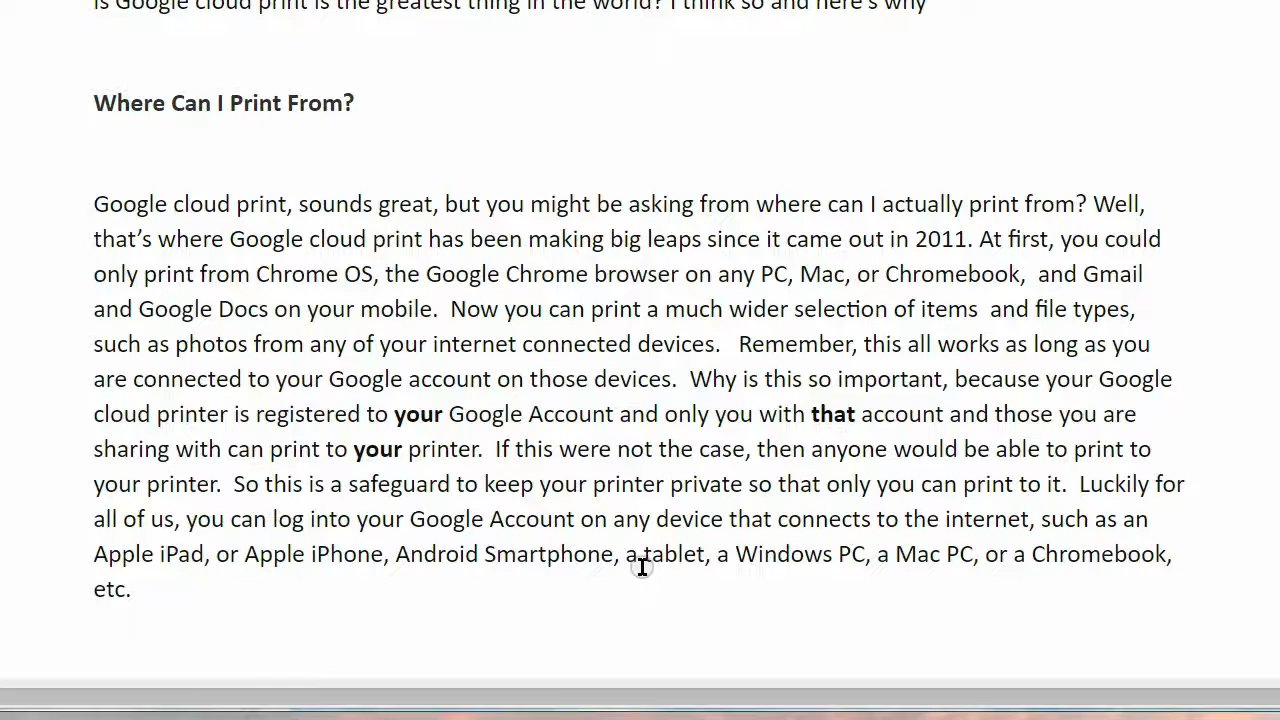 is Google cloud print is the greatest thing in the world? I think so and here's why
Where Can I Print From?
Google cloud print, sounds great, but you might be asking from where can I actually print from? Well,
that's where Google cloud print has been making big leaps since it came out in 2011. At first, you could
only print from Chrome OS, the Google Chrome browser on any PC, Mac, or Chromebook,  and Gmail
and Google Docs on your mobile.  Now you can print a much wider selection of items  and file types,
such as photos from any of your internet connected devices.   Remember, this all works as long as you
are connected to your Google account on those devices.  Why is this so important, because your Google
cloud printer is registered to your Google Account and only you with that account and those you are
sharing with can print to your printer.  If this were not the case, then anyone would be able to print to
your printer.  So this is a safeguard to keep your printer private so that only you can print to it.  Luckily for
all of us, you can log into your Google Account on any device that connects to the internet, such as an
Apple iPad, or Apple iPhone, Android Smartphone, a tablet, a Windows PC, a Mac PC, or a Chromebook,
etc.